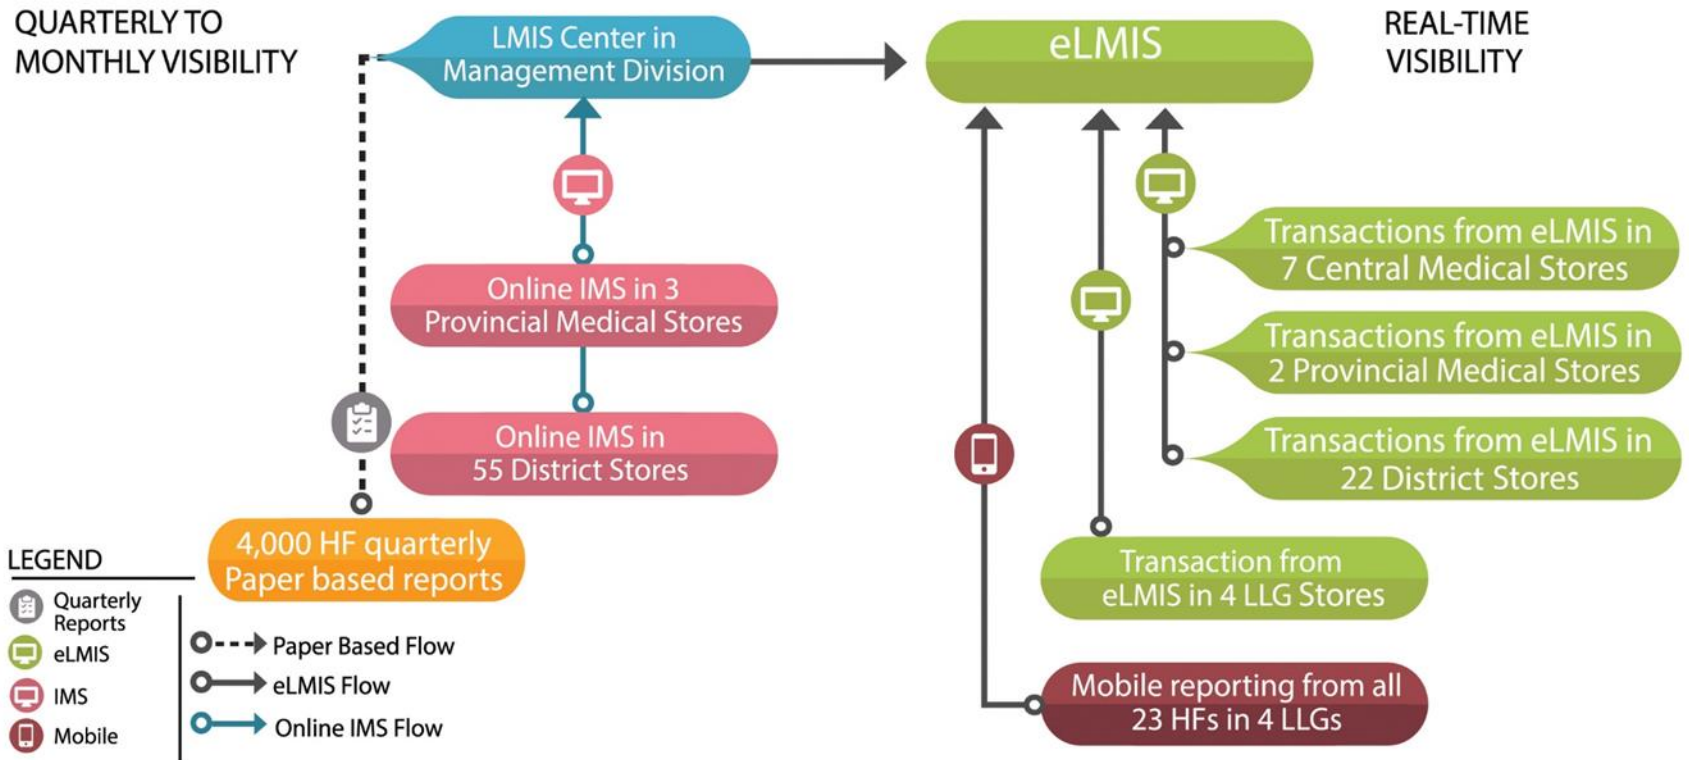 QUARTERLY TO
MONTHLY VISIBILITY
LMIS Center in
Management Division
eLMIS
REAL-TIME
VISIBILITY
Online IMS in 3
Provincial Medical Stores
Online IMS in
55 District Stores
4,000 HF quarterly
Paper based reports
Transactions from eLMIS in
7 Central Medical Stores
Transactions from eLMIS in
2 Provincial Medical Stores
Transactions from eLMIS in
22 District Stores
Transaction from
eLMIS in 4 LLG Stores
Mobile reporting from all
23 HFs in 4 LLGs
LEGEND
Quarterly
Reports
eLMIS
IMS
Mobile
Paper Based Flow
eLMIS Flow
Online IMS Flow